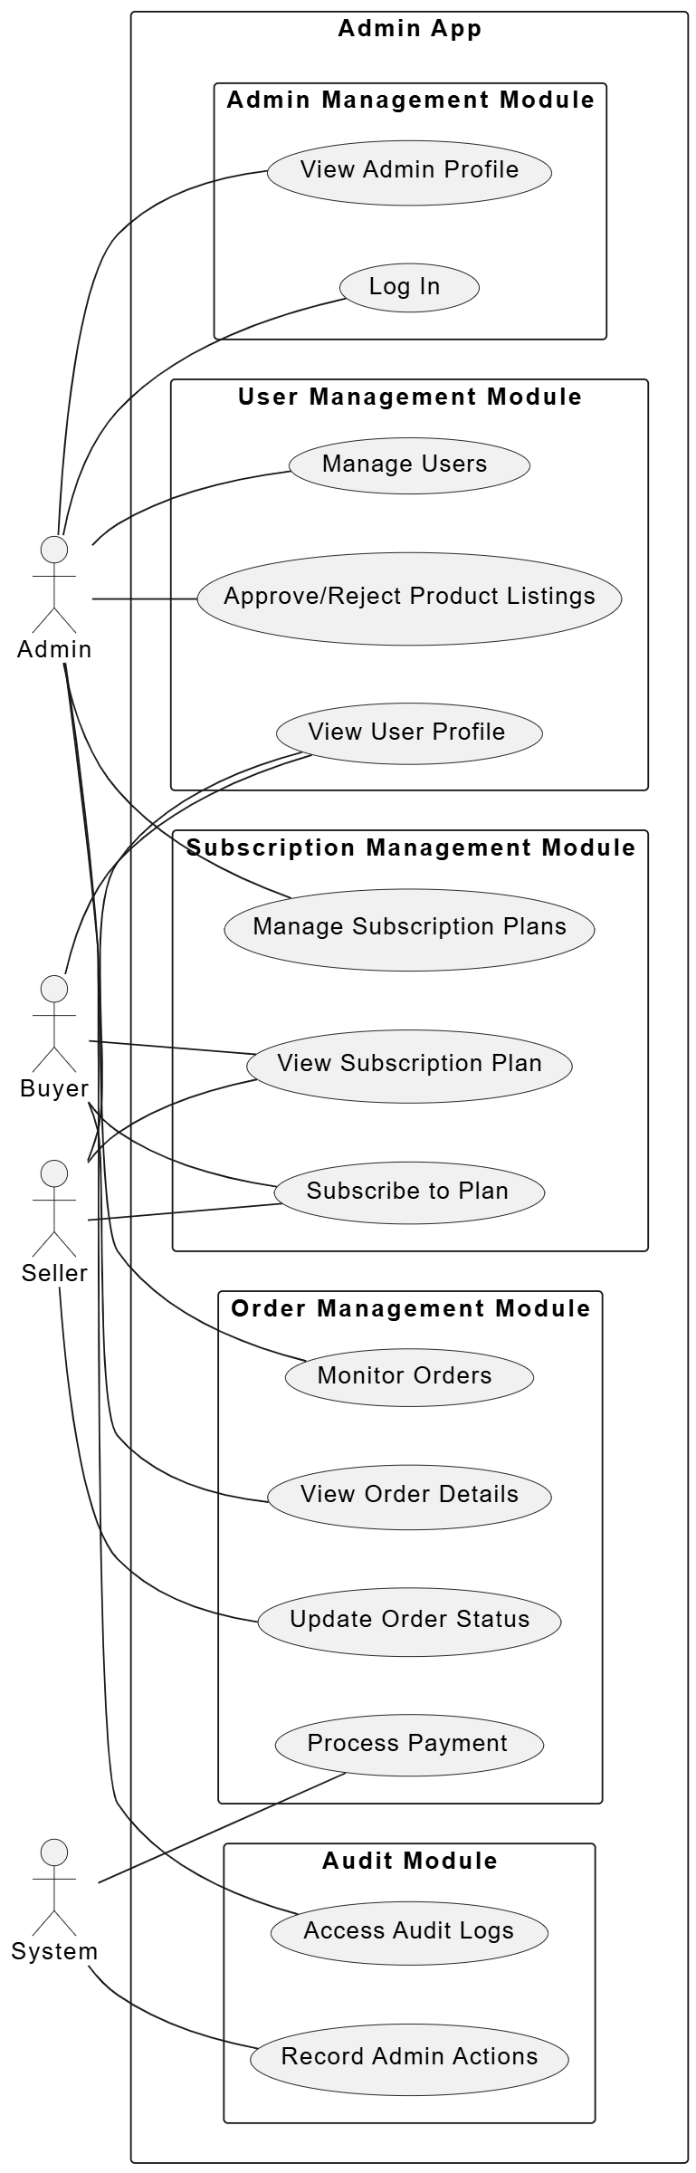 Admin App
Admin Management Module
View Admin Profile
Log In
User Management Module
Manage Users
Approve/Reject Product Listings
Admin
View User Profile
Subscription Management Module
Manage Subscription Plans
View Subscription Plan
Buyer
Subscribe to Plan
Seller
Order Management Module
Monitor Orders
View Order Details
Update Order Status
Process Payment
Audit Module
Access Audit Logs
System
Record Admin Actions